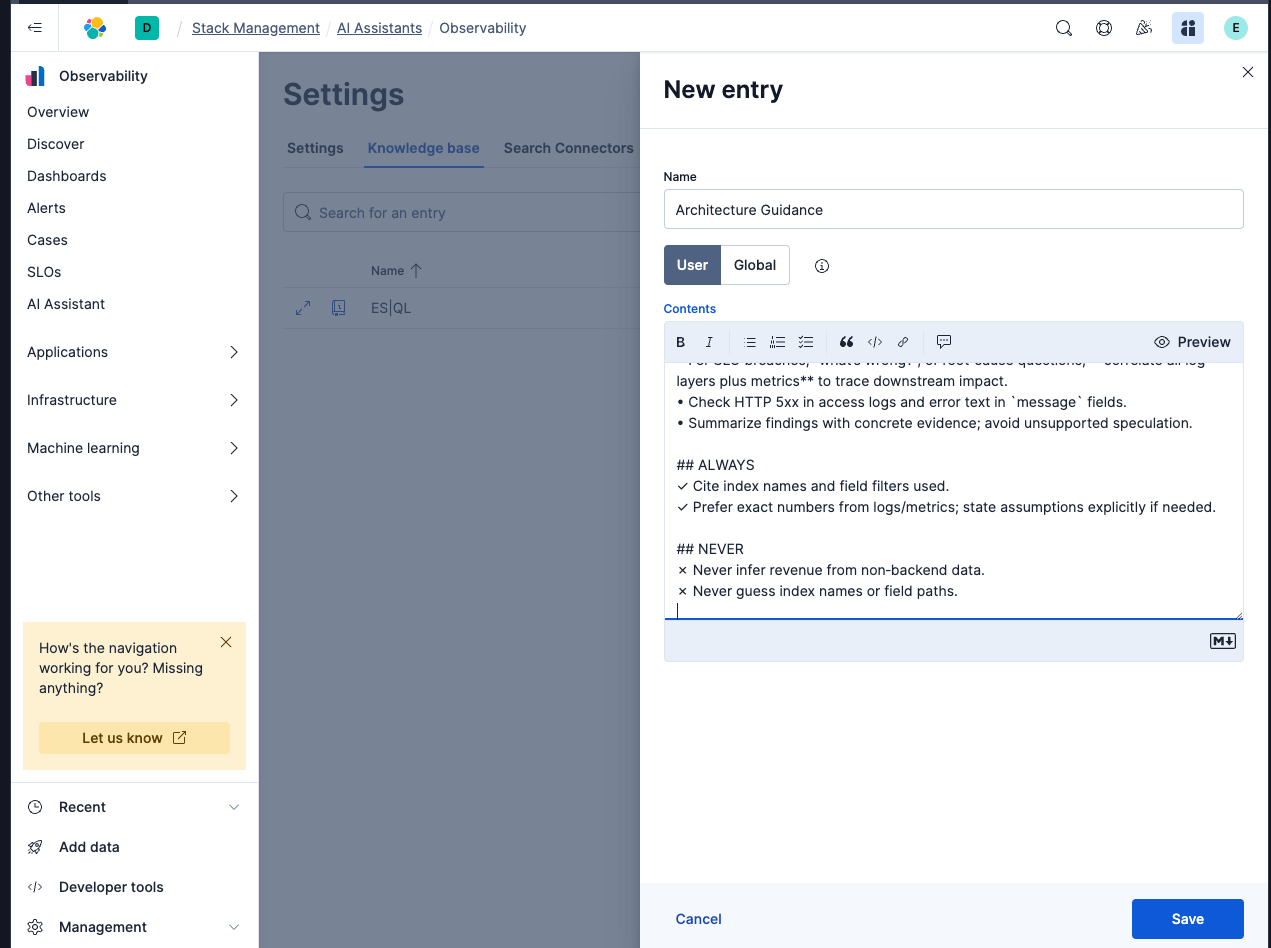 D / Stack Management / AI Assistants / Observability E
Observability
Overview
Discover
Dashboards
Alerts
Cases
SLOs
AI Assistant
Applications
Infrastructure
Machine learning
Other tools
How's the navigation
working for you? Missing
anything?
Let us know
Recent
Add data
Developer tools
Management
Settings
Settings Knowledge base Search Connectors
Search for an entry
Name
ES|QL
New entry
Name
Architecture Guidance
User Global
Contents
B I Preview
layers plus metrics** to trace downstream impact.
• Check HTTP 5xx in access logs and error text in `message` fields.
• Summarize findings with concrete evidence; avoid unsupported speculation.
## ALWAYS
✓ Cite index names and field filters used.
✓ Prefer exact numbers from logs/metrics; state assumptions explicitly if needed.
## NEVER
× Never infer revenue from non-backend data.
× Never guess index names or field paths.
M
Cancel Save